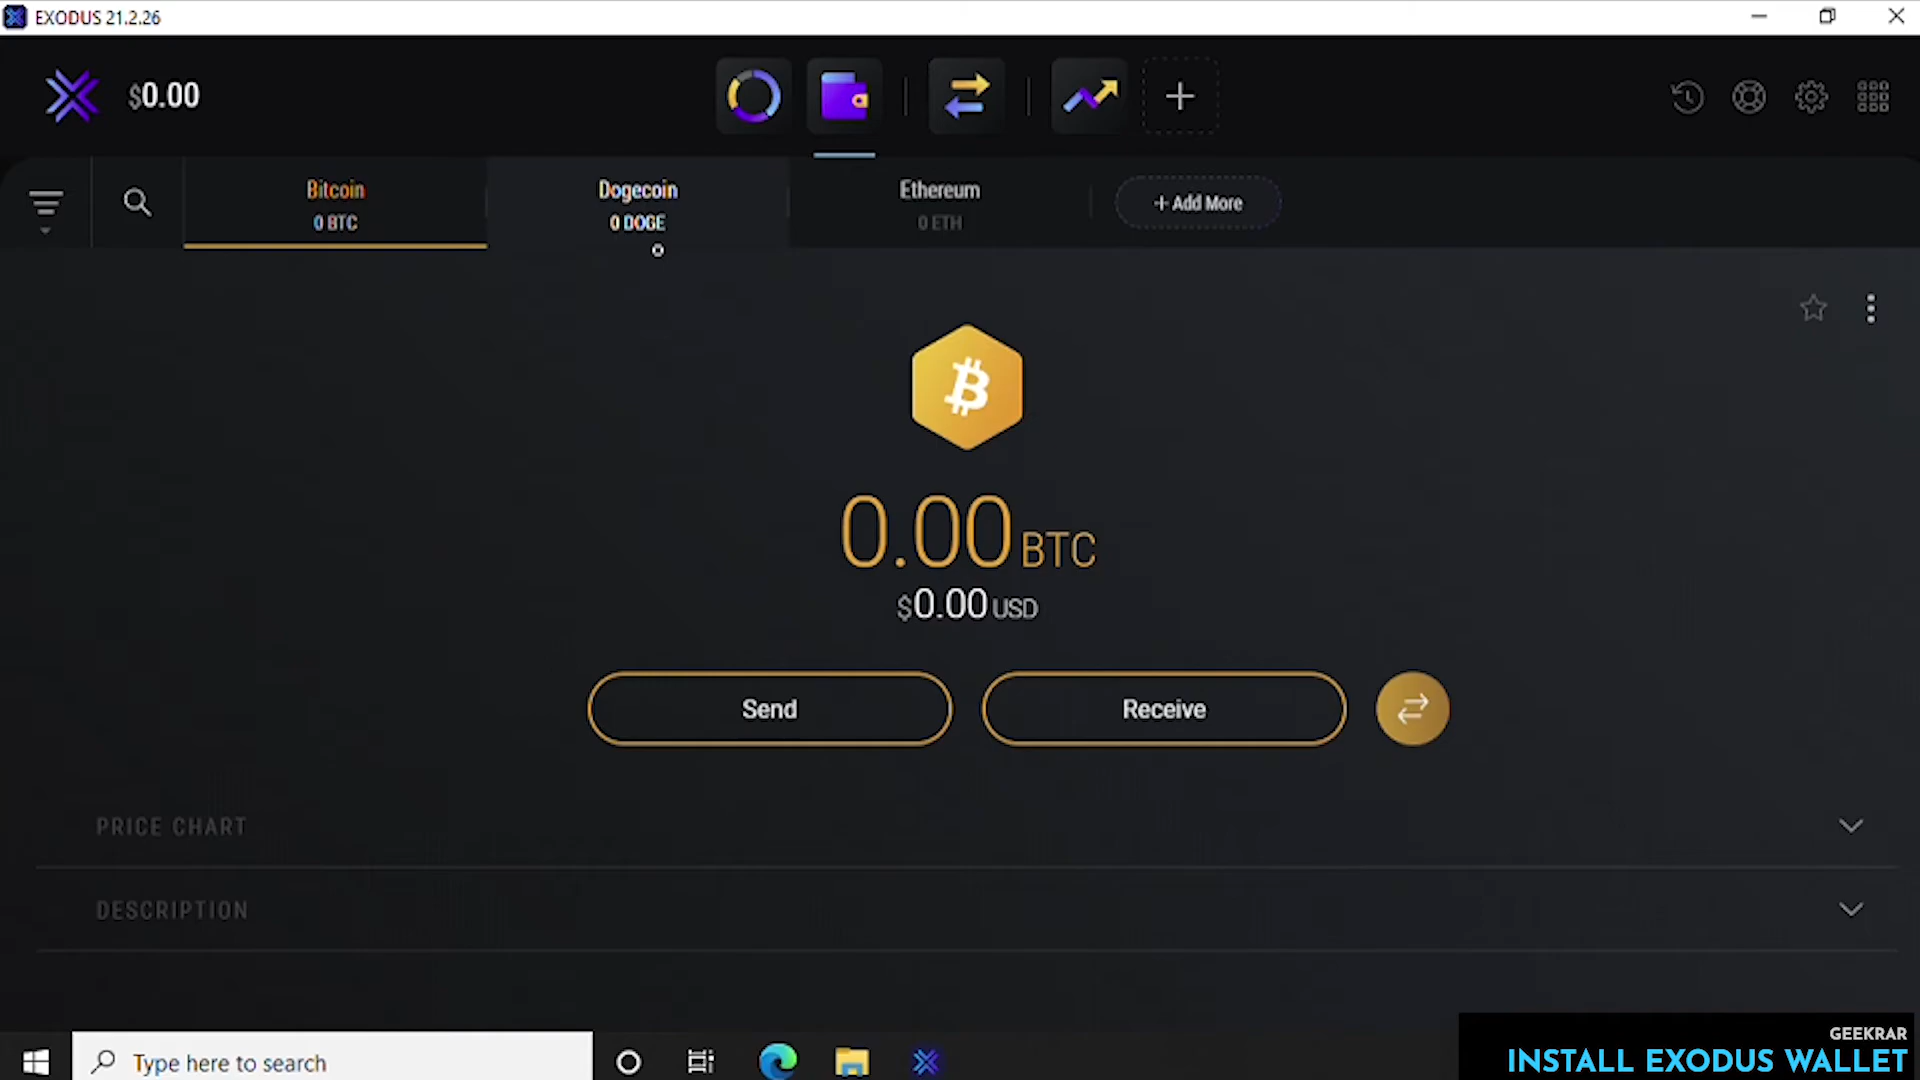 EXODUS 21.2.26
$0.00
Bitcoin
0 BTC
Dogecoin
0 DOGE
Ethereum
0 ETH
+ Add More
0.00 BTC
$0.00 USD
Send
Receive
PRICE CHART
DESCRIPTION
Type here to search
GEEKRAR
INSTALL EXODUS WALLET